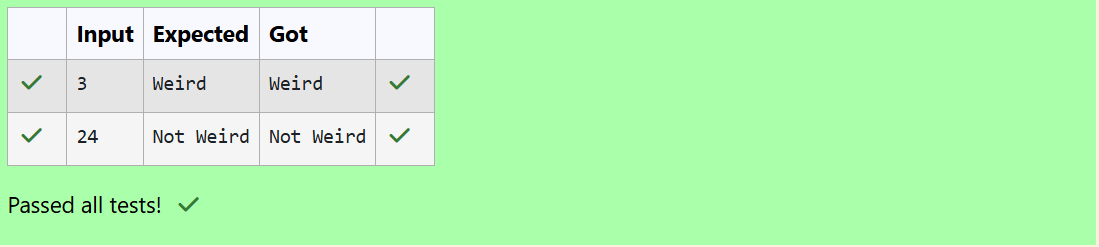 Input Expected Got
3 Weird Weird
24 Not Weird Not Weird
Passed all tests!